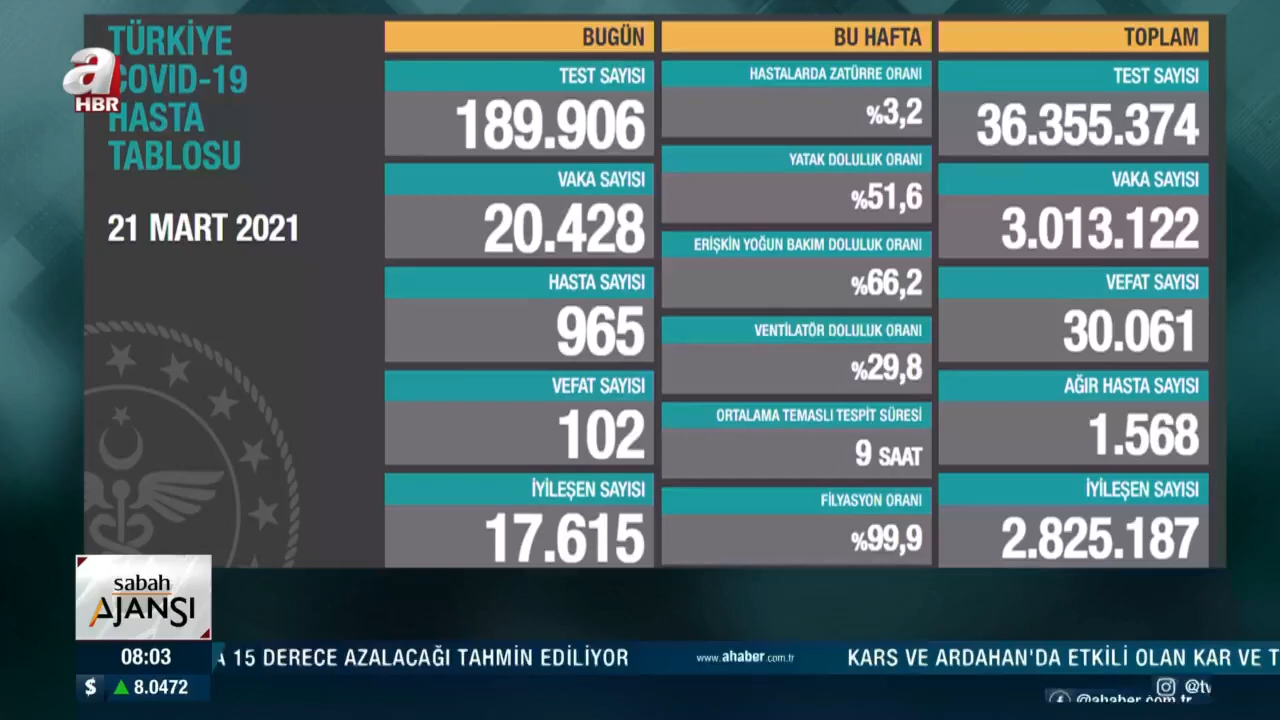 a
HBR
TÜRKİYE
COVID-19
HASTA
TABLOSU
21 MART 2021
BUGÜN
TEST SAYISI
189.906
VAKA SAYISI
20.428
HASTA SAYISI
965
VEFAT SAYISI
102
İYİLEŞEN SAYISI
17.615
BU HAFTA
HASTALARDA ZATÜRRE ORANI
%3,2
YATAK DOLULUK ORANI
%51,6
ERİŞKİN YOĞUN BAKIM DOLULUK ORANI
%66,2
VENTİLATÖR DOLULUK ORANI
%29,8
ORTALAMA TEMASLI TESPİT SÜRESİ
9 SAAT
FİLYASYON ORANI
%99,9
TOPLAM
TEST SAYISI
36.355.374
VAKA SAYISI
3.013.122
VEFAT SAYISI
30.061
AĞIR HASTA SAYISI
1.568
İYİLEŞEN SAYISI
2.825.187
sabah
AJANSI
08:03
A 15 DERECE AZALACAĞI TAHMİN EDİLİYOR www.ahaber.com.tr KARS VE ARDAHAN'DA ETKİLİ OLAN KAR VE T
$ 8.0472
@ahaber.com.tr @tv